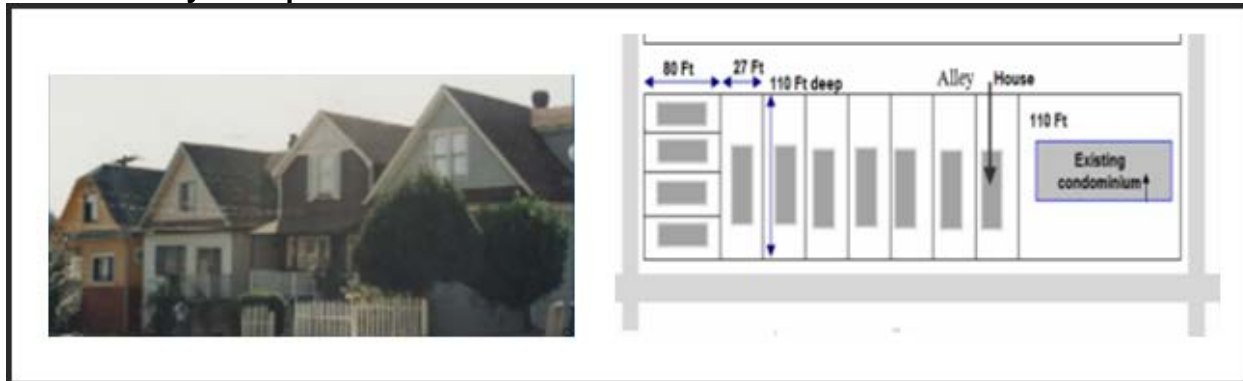 80 Ft
27 Ft
110 Ft deep
Alley
House
110 Ft
Existing
condominium